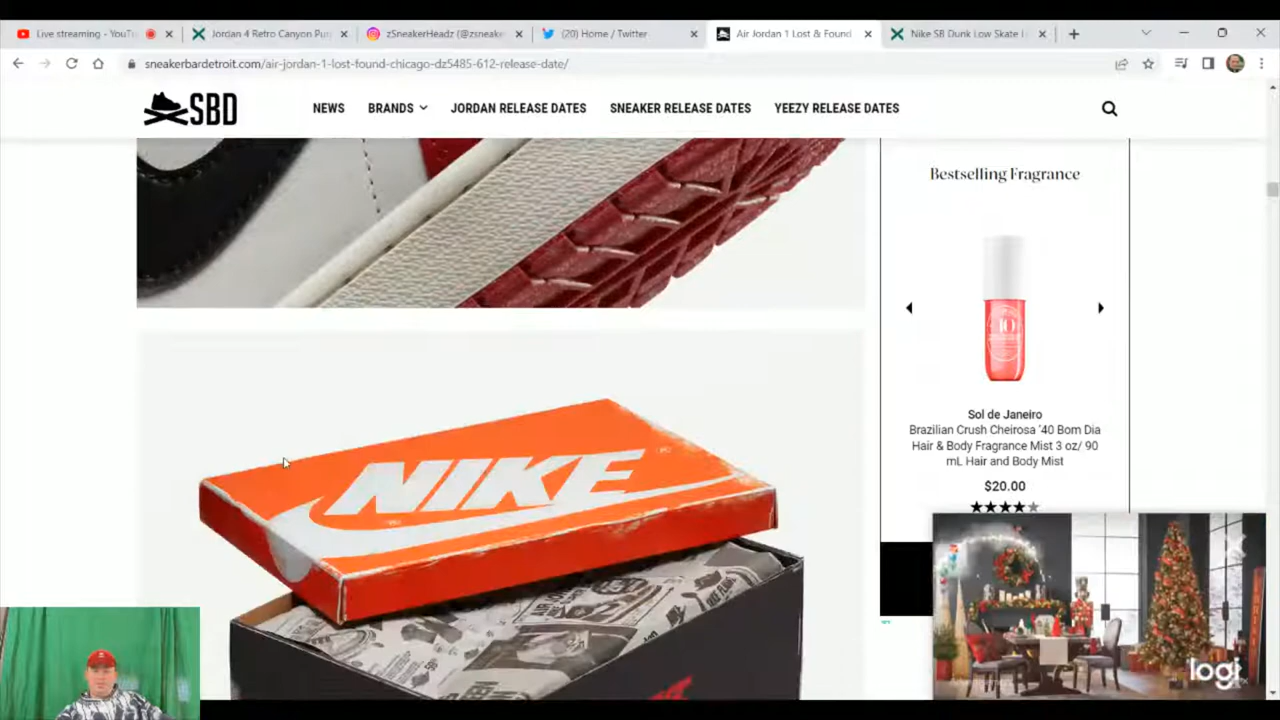 Live streaming - YouTu
Jordan 4 Retro Canyon Pur
zSneakerHeadz (@zsneake
(20) Home / Twitter
Air Jordan 1 Lost & Found
Nike SB Dunk Low Skate L
sneakerbardetroit.com/air-jordan-1-lost-found-chicago-dz5485-612-release-date/
SBD
NEWS
BRANDS
JORDAN RELEASE DATES
SNEAKER RELEASE DATES
YEEZY RELEASE DATES
Bestselling Fragrance
Sol de Janeiro
Brazilian Crush Cheirosa '40 Bom Dia
Hair & Body Fragrance Mist 3 oz/ 90
mL Hair and Body Mist
$20.00
NIKE
logi